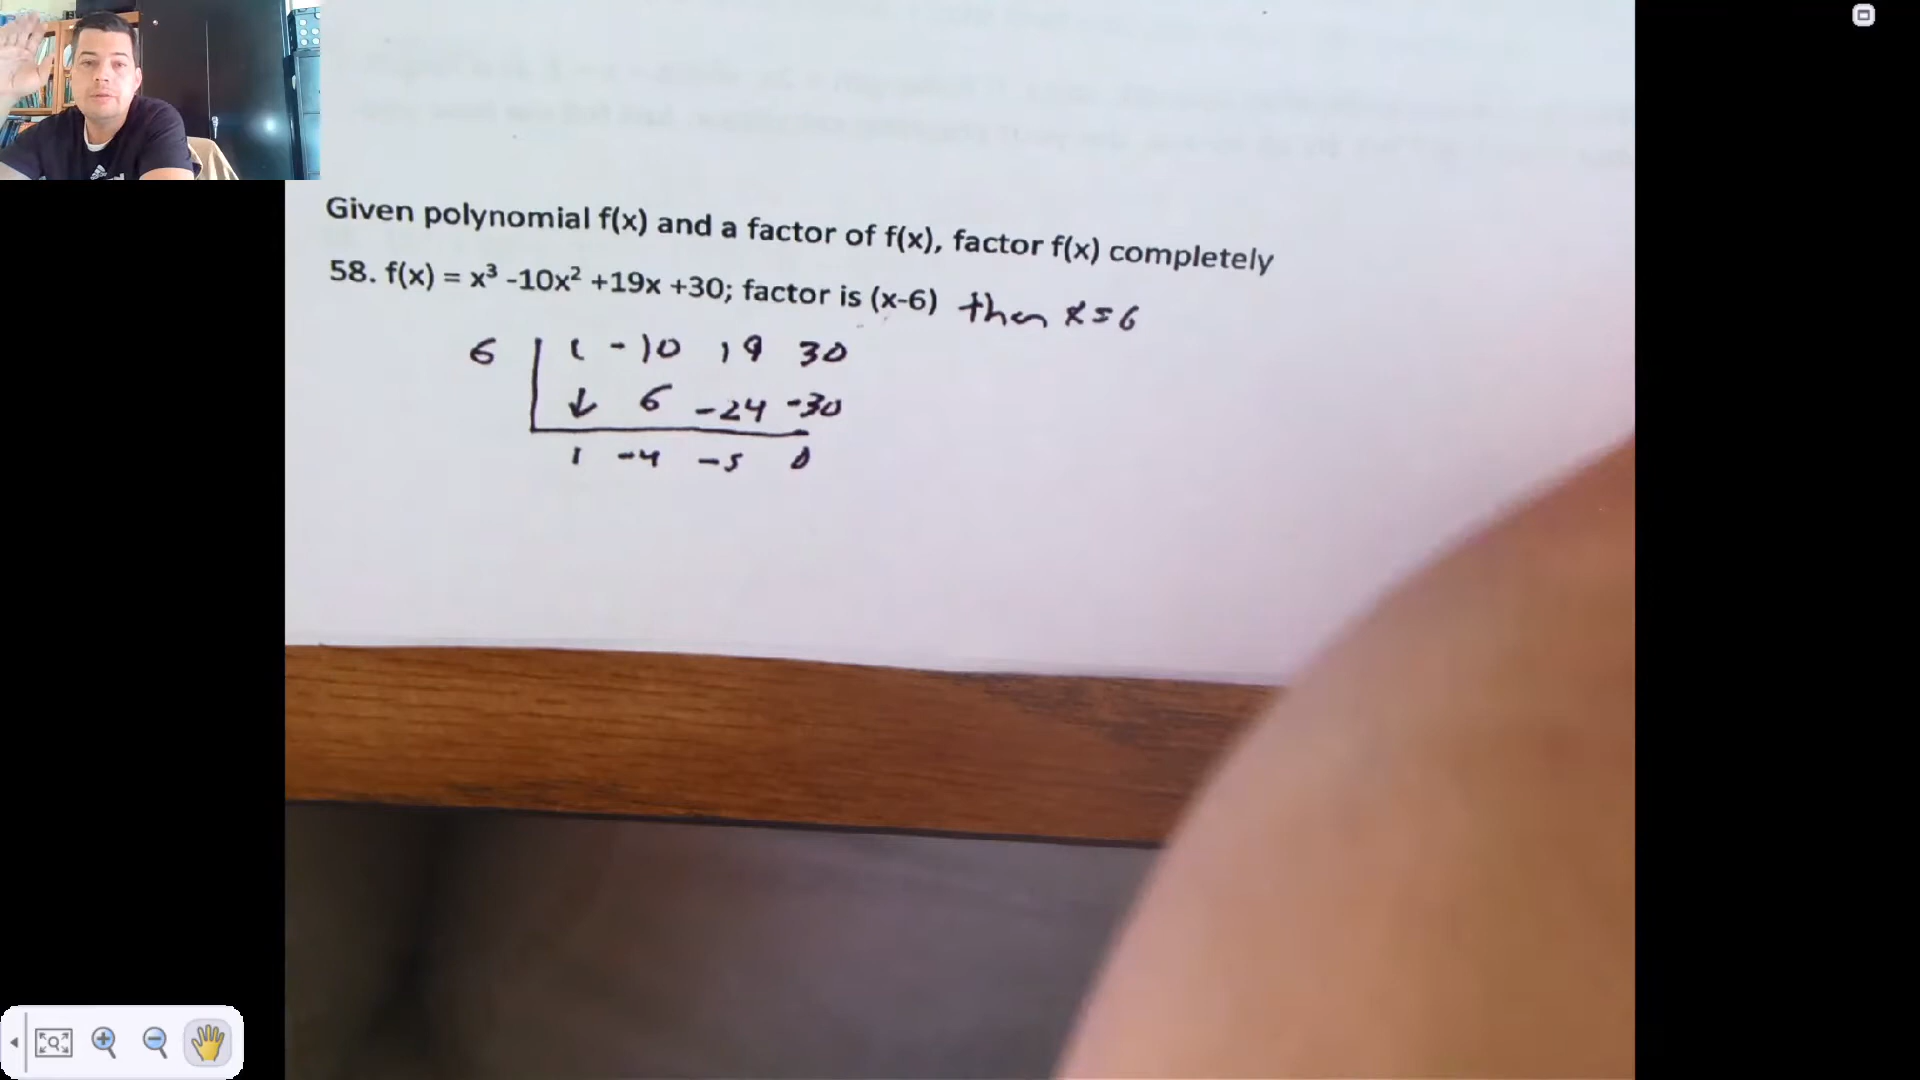 Given polynomial f(x) and a factor of f(x), factor f(x) completely
58. f(x) = x³ -10x² +19x +30; factor is (x-6) then x=6
6 | 1 -10 19 30
↓ 6 -24 -30
1 -4 -5 0